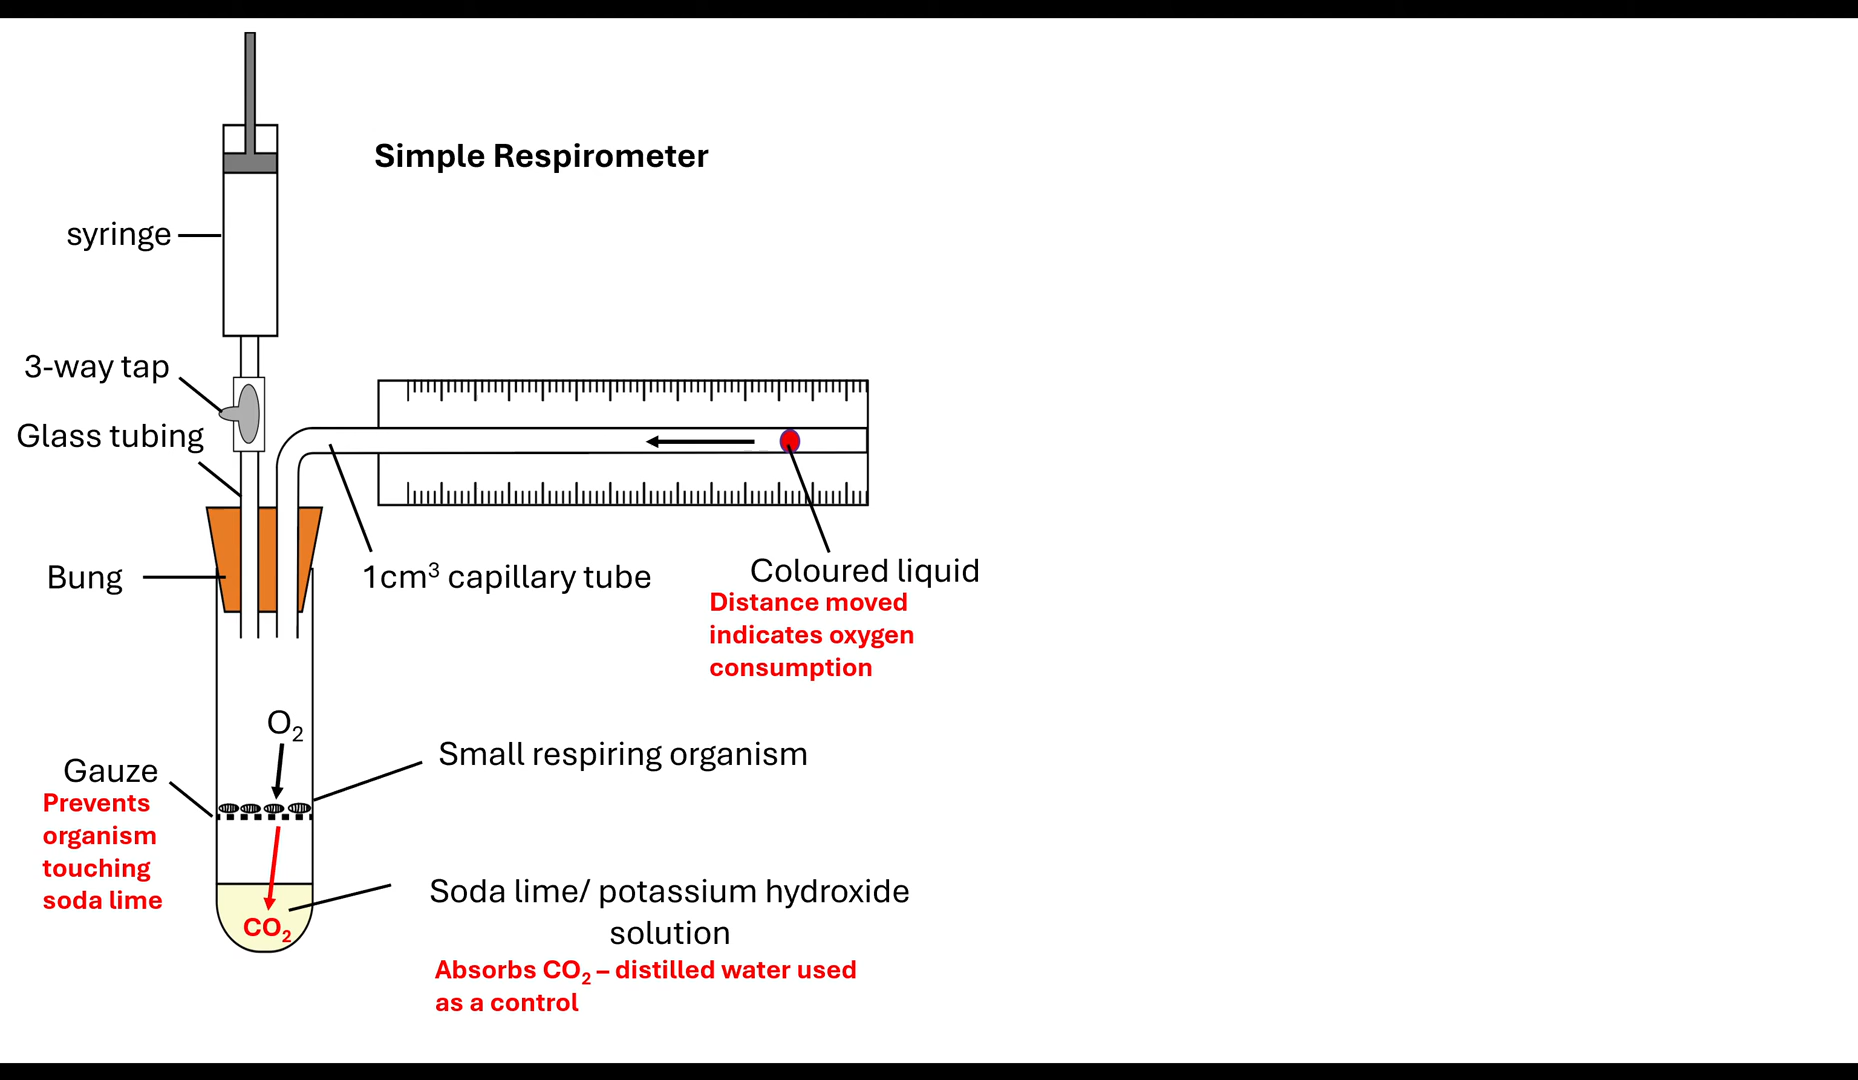 Simple Respirometer
syringe
3-way tap
Glass tubing
Bung
1cm³ capillary tube
Coloured liquid
Distance moved
indicates oxygen
consumption
O₂
Small respiring organism
Gauze
Prevents
organism
touching
soda lime
Soda lime/ potassium hydroxide
solution
CO₂
Absorbs CO₂ – distilled water used
as a control